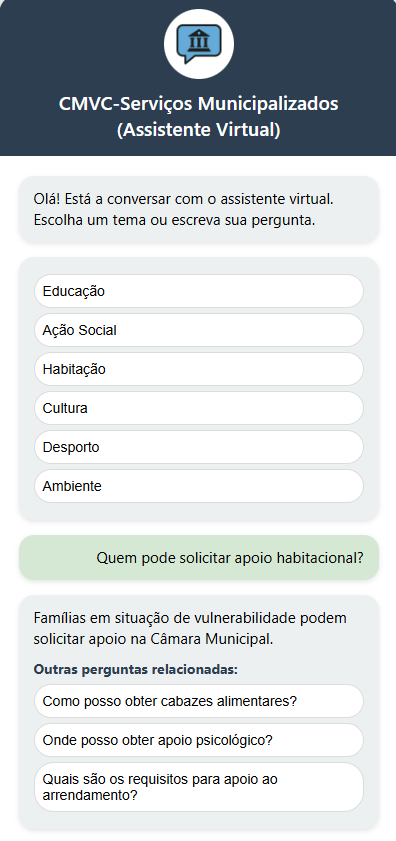 CMVC-Serviços Municipalizados
(Assistente Virtual)
Olá! Está a conversar com o assistente virtual.
Escolha um tema ou escreva sua pergunta.
Educação
Ação Social
Habitação
Cultura
Desporto
Ambiente
Quem pode solicitar apoio habitacional?
Famílias em situação de vulnerabilidade podem
solicitar apoio na Câmara Municipal.
Outras perguntas relacionadas:
Como posso obter cabazes alimentares?
Onde posso obter apoio psicológico?
Quais são os requisitos para apoio ao
arrendamento?